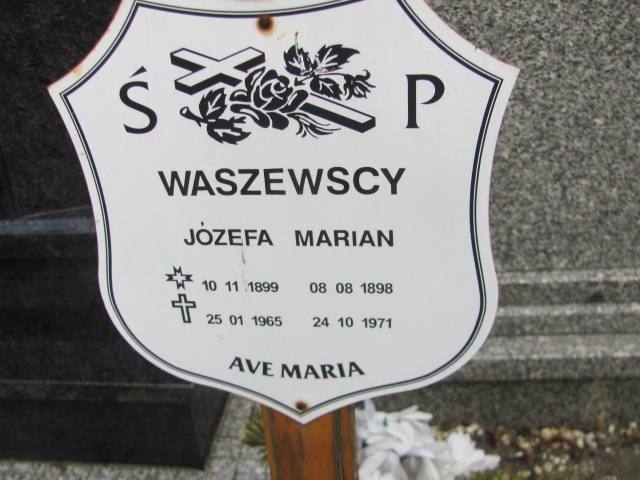 Ś P
WASZEWSCY
JÓZEFA MARIAN
10 11 1899 08 08 1898
25 01 1965 24 10 1971
AVE MARIA